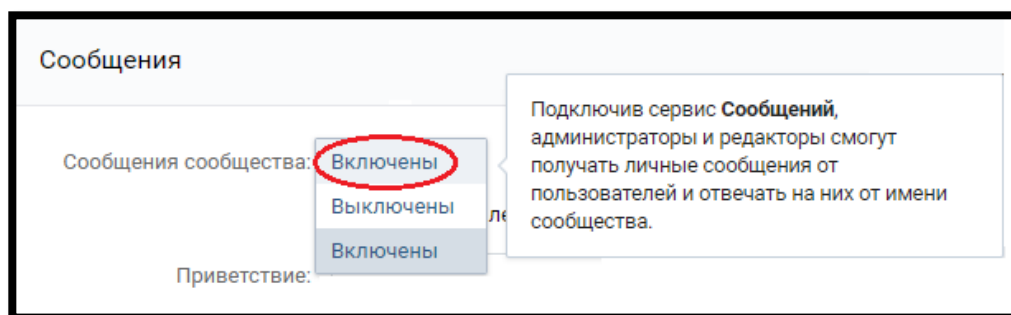 Сообщения
Сообщения сообщества: Включены
Выключены
Включены
Приветствие:
Подключив сервис Сообщений,
администраторы и редакторы смогут
получать личные сообщения от
пользователей и отвечать на них от имени
сообщества.